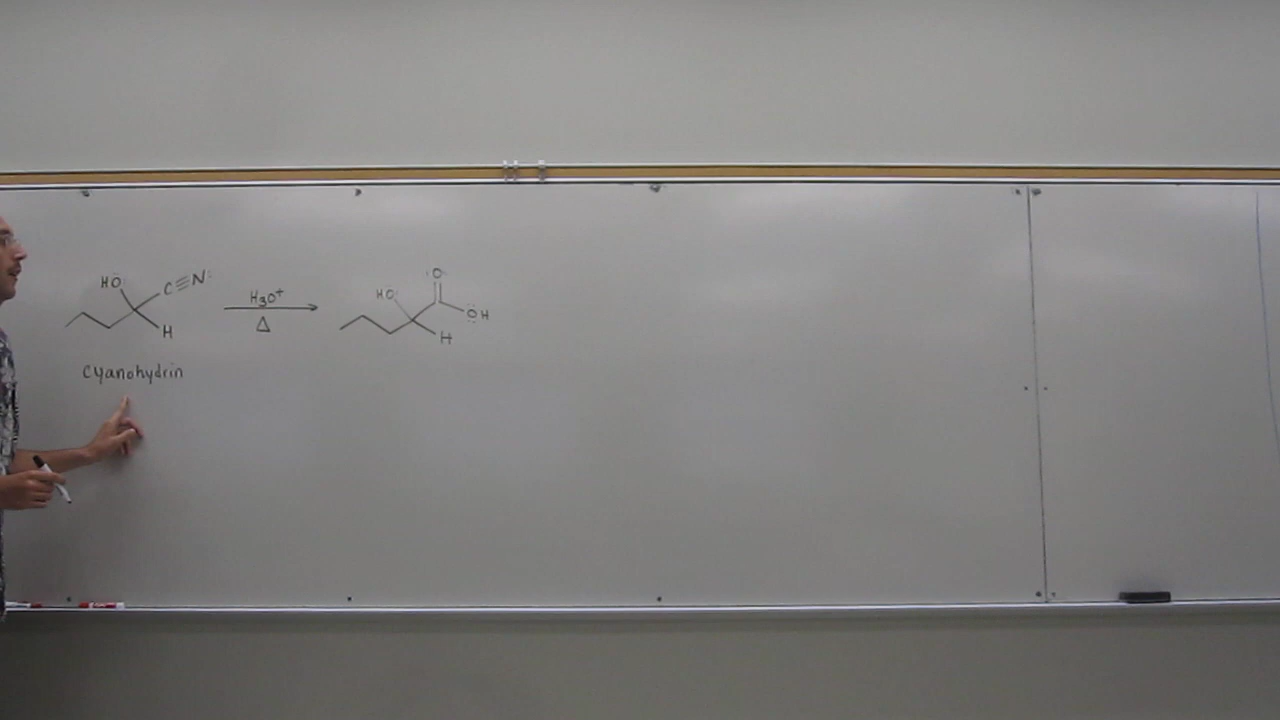 HO C≡N: H
H3O+
Δ
HO: O OH H
Cyanohydrin